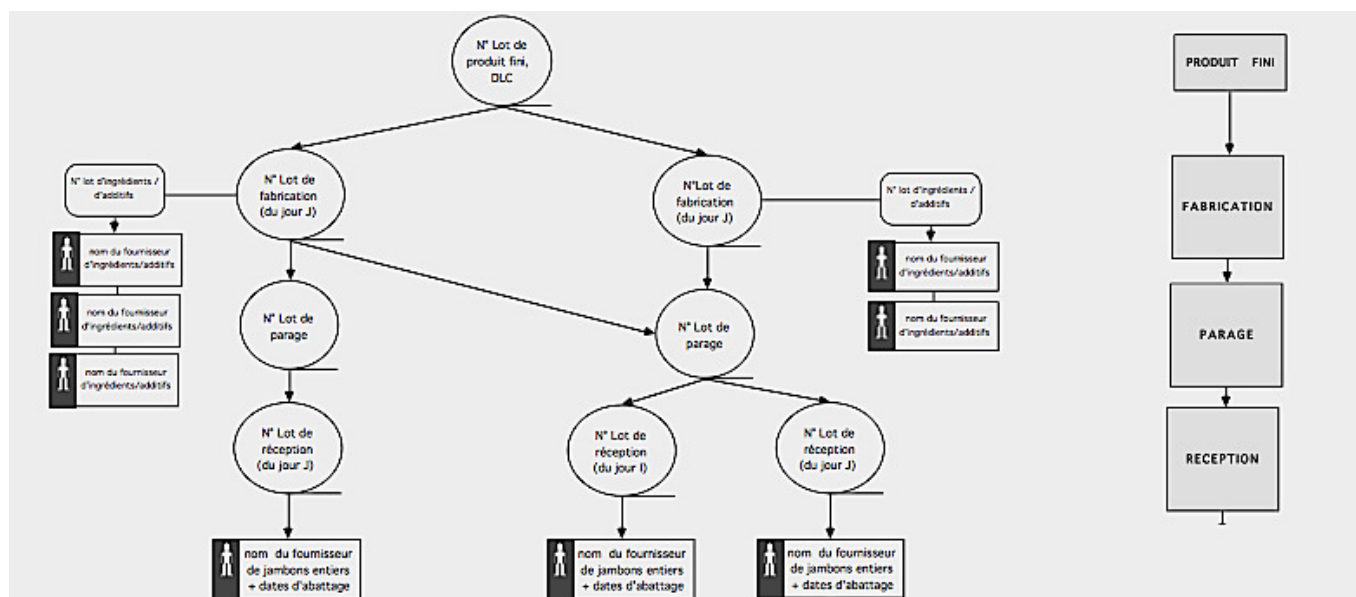 N° Lot de
produit fini,
DLC
PRODUIT FINI
N° lot d'ingrédients /
d'additifs
N° Lot de
fabrication
(du jour J)
N°Lot de
fabrication
(du jour J)
N° lot d'ingrédients /
d'additifs
FABRICATION
nom du fournisseur
d'ingrédients/additifs
nom du fournisseur
d'ingrédients/additifs
nom du fournisseur
d'ingrédients/additifs
nom du fournisseur
d'ingrédients/additifs
nom du fournisseur
d'ingrédients/additifs
N° Lot de
parage
N° Lot de
parage
PARAGE
N° Lot de
réception
(du jour J)
N° Lot de
réception
(du jour I)
N° Lot de
réception
(du jour J)
RECEPTION
nom du fournisseur
de jambons entiers
+ dates d'abattage
nom du fournisseur
de jambons entiers
+ dates d'abattage
nom du fournisseur
de jambons entiers
+ dates d'abattage